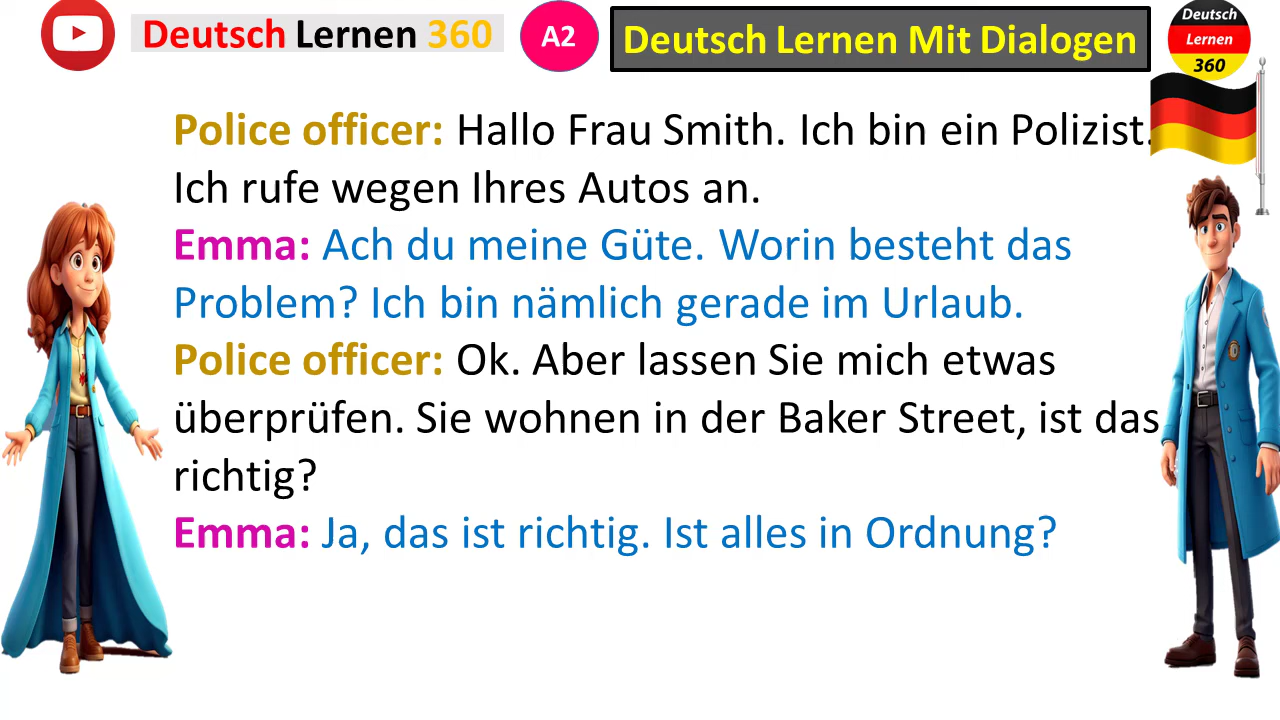 Deutsch Lernen 360
A2
Deutsch Lernen Mit Dialogen
Deutsch
Lernen
360
Police officer: Hallo Frau Smith. Ich bin ein Polizist.
Ich rufe wegen Ihres Autos an.
Emma: Ach du meine Güte. Worin besteht das
Problem? Ich bin nämlich gerade im Urlaub.
Police officer: Ok. Aber lassen Sie mich etwas
überprüfen. Sie wohnen in der Baker Street, ist das
richtig?
Emma: Ja, das ist richtig. Ist alles in Ordnung?